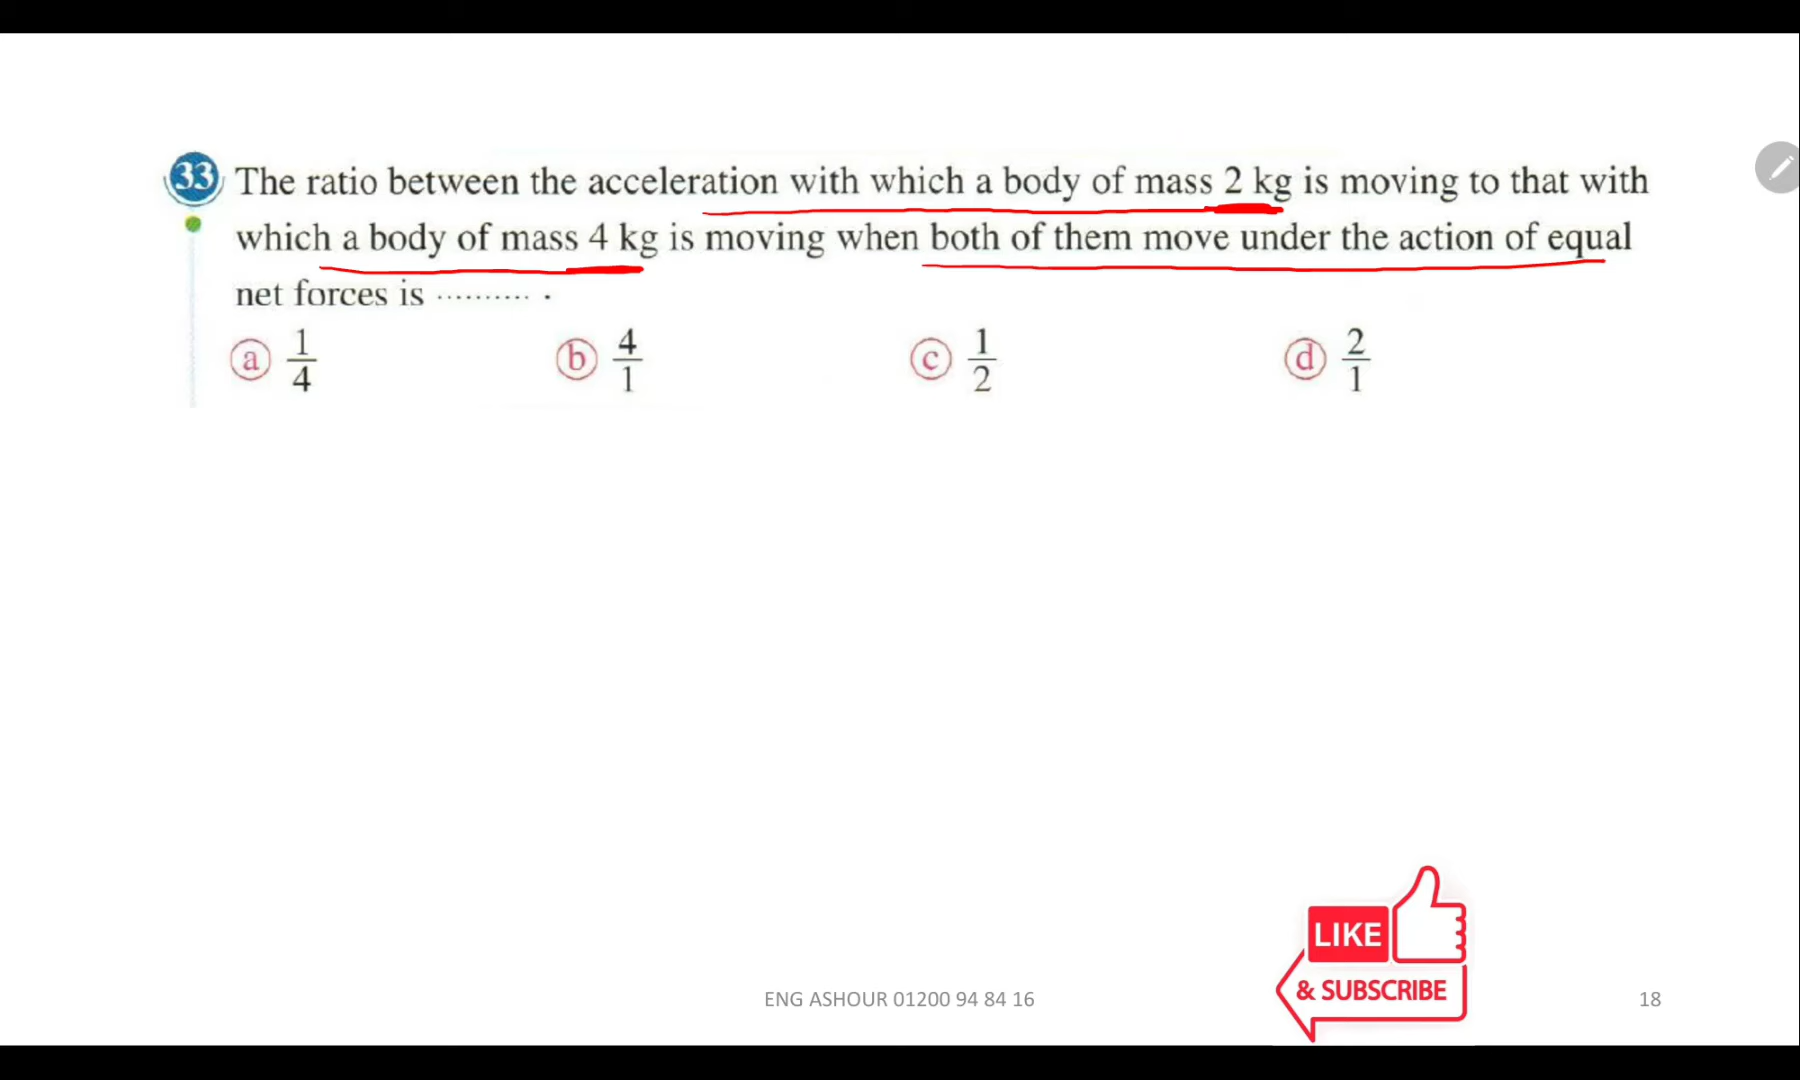 33 The ratio between the acceleration with which a body of mass 2 kg is moving to that with
which a body of mass 4 kg is moving when both of them move under the action of equal
net forces is .......... .
a 1/4 b 4/1 c 1/2 d 2/1
LIKE
& SUBSCRIBE
ENG ASHOUR 01200 94 84 16
18